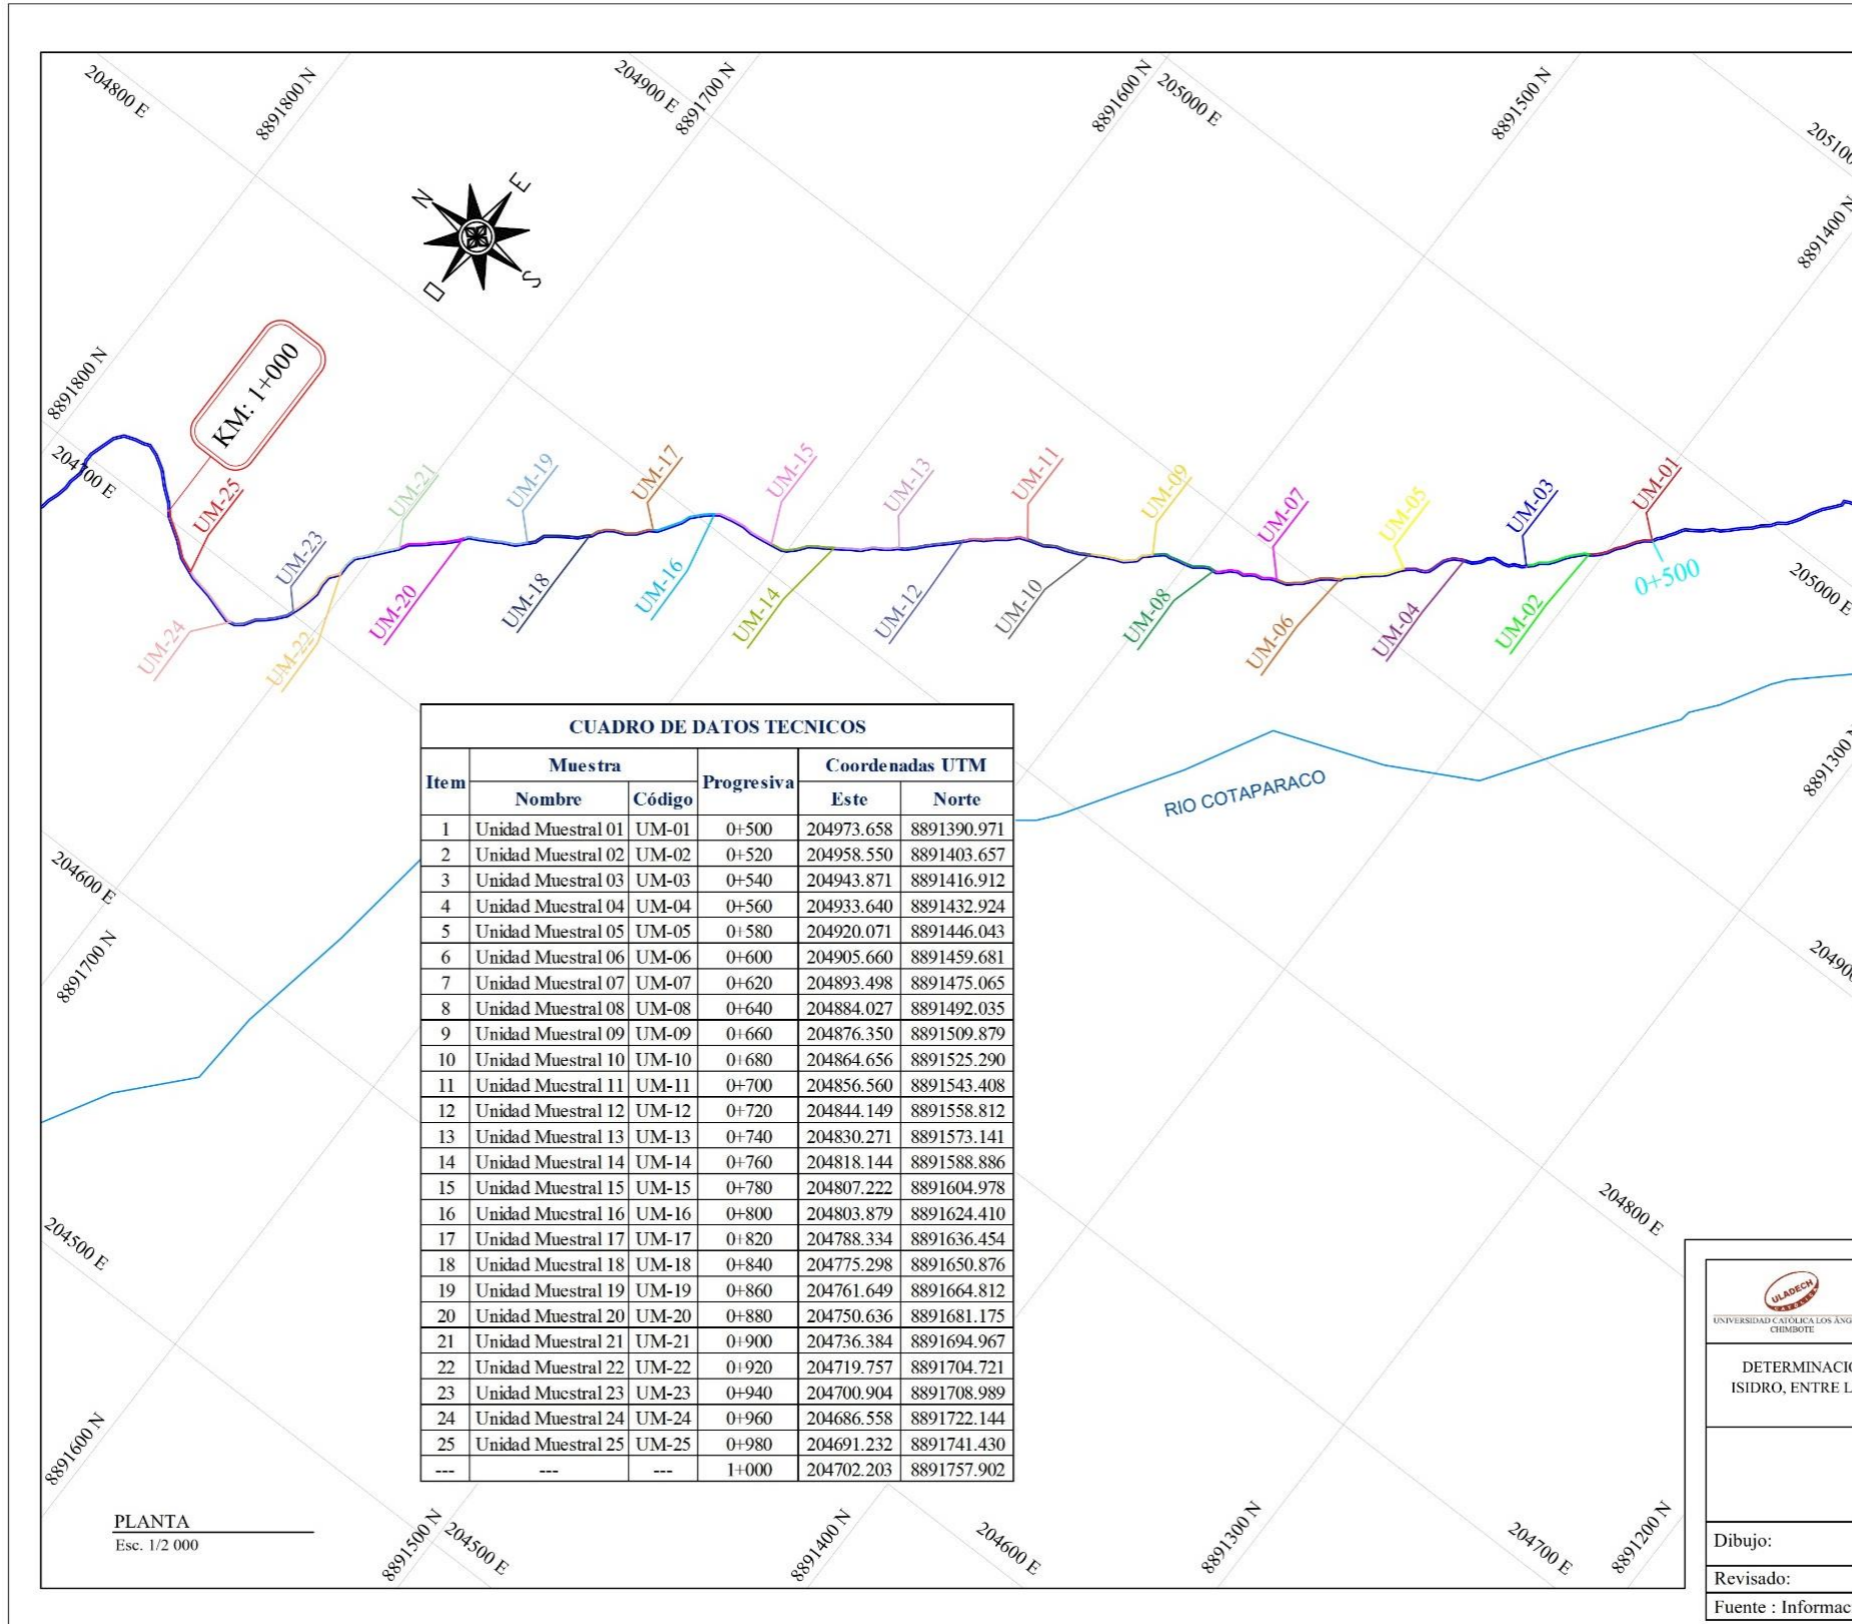 204800 E
8891800 N
204900 E
8891700 N
8891600 N
205000 E
8891500 N
8891400 N
N
E
S
O
8891800 N
204700 E
KM: 1+000
UM-25
UM-23
UM-21
UM-19
UM-17
UM-15
UM-13
UM-11
UM-09
UM-07
UM-05
UM-03
UM-01
0+500
205000 E
UM-24
UM-22
UM-20
UM-18
UM-16
UM-14
UM-12
UM-10
UM-08
UM-06
UM-04
UM-02
8891300 N
RIO COTAPARACO
CUADRO DE DATOS TECNICOS
Item Muestra Progresiva Coordenadas UTM
Nombre Código Este Norte
1 Unidad Muestral 01 UM-01 0+500 204973.658 8891390.971
2 Unidad Muestral 02 UM-02 0+520 204958.550 8891403.657
3 Unidad Muestral 03 UM-03 0+540 204943.871 8891416.912
4 Unidad Muestral 04 UM-04 0+560 204933.640 8891432.924
5 Unidad Muestral 05 UM-05 0+580 204920.071 8891446.043
6 Unidad Muestral 06 UM-06 0+600 204905.660 8891459.681
7 Unidad Muestral 07 UM-07 0+620 204893.498 8891475.065
8 Unidad Muestral 08 UM-08 0+640 204884.027 8891492.035
9 Unidad Muestral 09 UM-09 0+660 204876.350 8891509.879
10 Unidad Muestral 10 UM-10 0+680 204864.656 8891525.290
11 Unidad Muestral 11 UM-11 0+700 204856.560 8891543.408
12 Unidad Muestral 12 UM-12 0+720 204844.149 8891558.812
13 Unidad Muestral 13 UM-13 0+740 204830.271 8891573.141
14 Unidad Muestral 14 UM-14 0+760 204818.144 8891588.886
15 Unidad Muestral 15 UM-15 0+780 204807.222 8891604.978
16 Unidad Muestral 16 UM-16 0+800 204803.879 8891624.410
17 Unidad Muestral 17 UM-17 0+820 204788.334 8891636.454
18 Unidad Muestral 18 UM-18 0+840 204775.298 8891650.876
19 Unidad Muestral 19 UM-19 0+860 204761.649 8891664.812
20 Unidad Muestral 20 UM-20 0+880 204750.636 8891681.175
21 Unidad Muestral 21 UM-21 0+900 204736.384 8891694.967
22 Unidad Muestral 22 UM-22 0+920 204719.757 8891704.721
23 Unidad Muestral 23 UM-23 0+940 204700.904 8891708.989
24 Unidad Muestral 24 UM-24 0+960 204686.558 8891722.144
25 Unidad Muestral 25 UM-25 0+980 204691.232 8891741.430
--- --- --- 1+000 204702.203 8891757.902
204600 E
8891700 N
204500 E
8891600 N
204800 E
ULADECH
CATOLICA
UNIVERSIDAD CATÓLICA LOS
CHIMBOTE
ISIDRO, ENTRE
Dibujo:
Revisado:
Fuente :
PLANTA
Esc. 1/2 000
8891500 N
204500 E
8891400 N
204600 E
8891300 N
204700 E
8891200 N